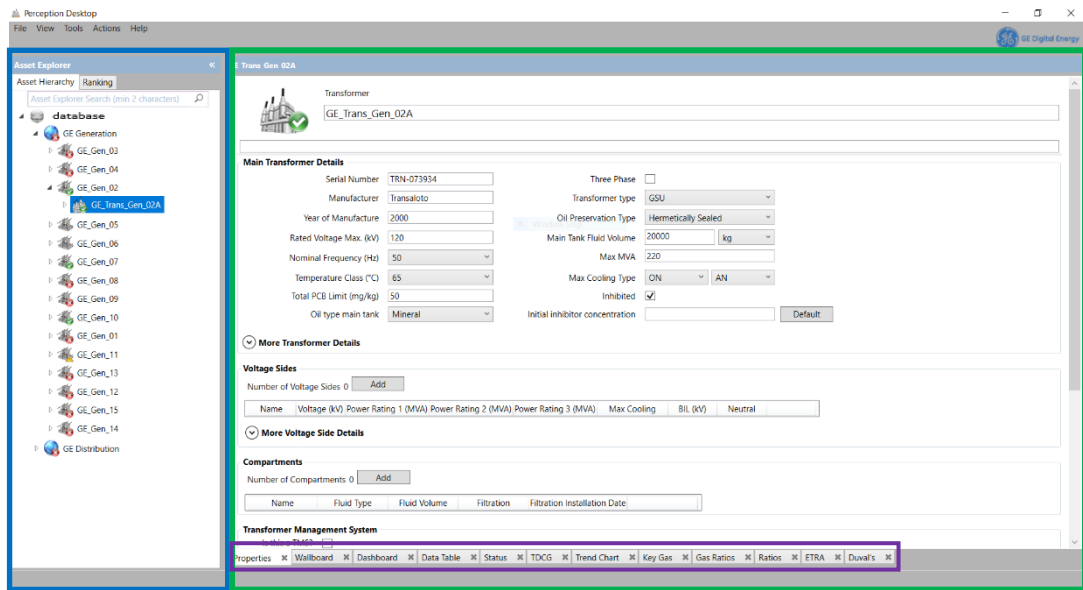 Perception Desktop
File View Tools Actions Help
GE Digital Energy
Asset Explorer «
Asset Hierarchy Ranking
Asset Explorer Search (min 2 characters)
database
GE Generation
GE_Gen_03
GE_Gen_04
GE_Gen_02
GE_Trans_Gen_02A
GE_Gen_05
GE_Gen_06
GE_Gen_07
GE_Gen_08
GE_Gen_09
GE_Gen_10
GE_Gen_01
GE_Gen_11
GE_Gen_13
GE_Gen_12
GE_Gen_15
GE_Gen_14
GE Distribution
E Trans Gen 02A
Transformer
GE_Trans_Gen_02A
Main Transformer Details
Serial Number TRN-073934 Three Phase
Manufacturer Transaloto Transformer type GSU
Year of Manufacture 2000 Oil Preservation Type Hermetically Sealed
Rated Voltage Max. (kV) 120 Main Tank Fluid Volume 20000 kg
Nominal Frequency (Hz) 50 Max MVA 220
Temperature Class (°C) 65 Max Cooling Type ON AN
Total PCB Limit (mg/kg) 50 Inhibited
Oil type main tank Mineral Initial inhibitor concentration Default
More Transformer Details
Voltage Sides
Number of Voltage Sides 0 Add
Name Voltage (kV) Power Rating 1 (MVA) Power Rating 2 (MVA) Power Rating 3 (MVA) Max Cooling BIL (kV) Neutral
More Voltage Side Details
Compartments
Number of Compartments 0 Add
Name Fluid Type Fluid Volume Filtration Filtration Installation Date
Transformer Management System
Properties Wallboard Dashboard Data Table Status TDCG Trend Chart Key Gas Gas Ratios Ratios ETRA Duval's